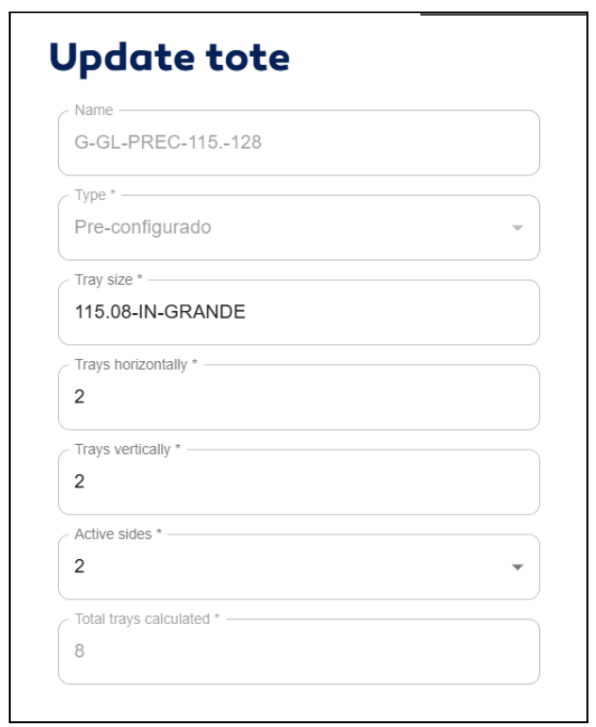 Update tote
Name
G-GL-PREC-115.-128
Type *
Pre-configurado
Tray size *
115.08-IN-GRANDE
Trays horizontally *
2
Trays vertically *
2
Active sides *
2
Total trays calculated *
8